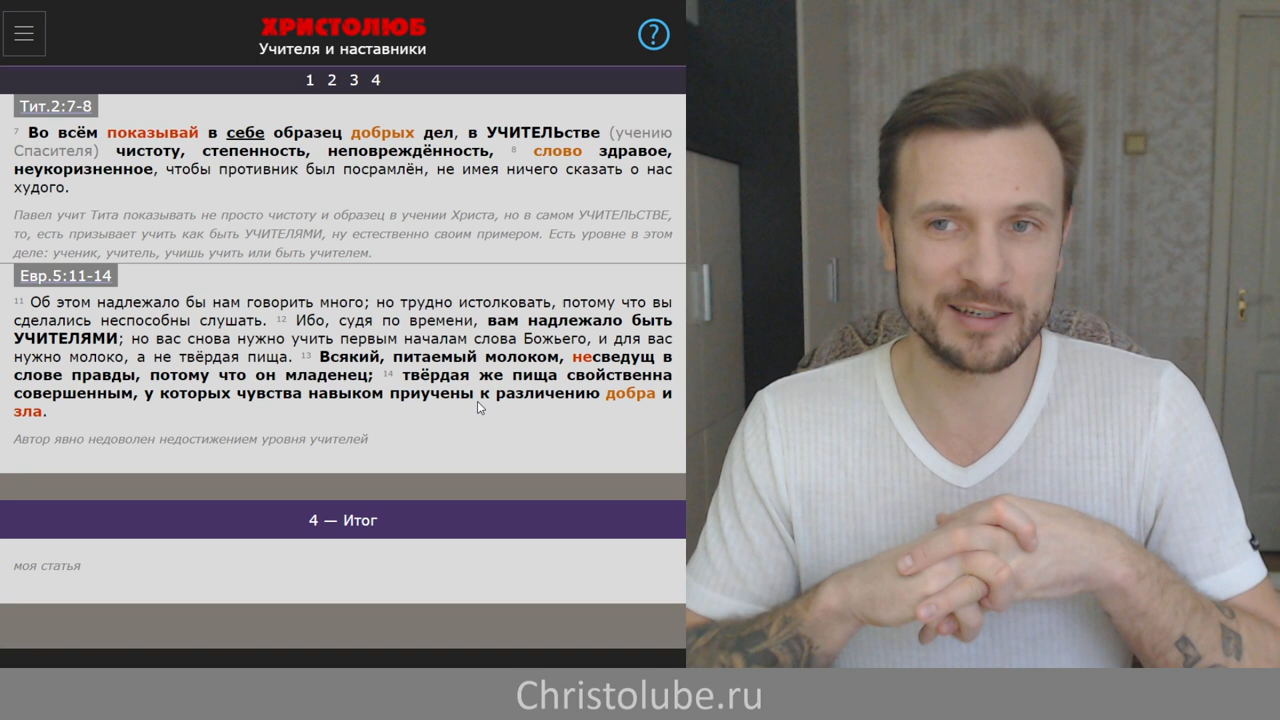 ХРИСТОЛЮБ
Учителя и наставники
?
1 2 3 4
Тит.2:7-8
7 Во всём показывай в себе образец добрых дел, в УЧИТЕЛЬстве (учению
Спасителя) чистоту, степенность, неповреждённость, 8 слово здравое,
неукоризненное, чтобы противник был посрамлён, не имея ничего сказать о нас
худого.
Павел учит Тита показывать не просто чистоту и образец в учении Христа, но в самом УЧИТЕЛЬСТВЕ,
то, есть призывает учить как быть УЧИТЕЛЯМИ, ну естественно своим примером. Есть уровне в этом
деле: ученик, учитель, учишь учить или быть учителем.
Евр.5:11-14
11 Об этом надлежало бы нам говорить много; но трудно истолковать, потому что вы
сделались неспособны слушать. 12 Ибо, судя по времени, вам надлежало быть
УЧИТЕЛЯМИ; но вас снова нужно учить первым началам слова Божьего, и для вас
нужно молоко, а не твёрдая пища. 13 Всякий, питаемый молоком, несведущ в
слове правды, потому что он младенец; 14 твёрдая же пища свойственна
совершенным, у которых чувства навыком приучены к различению добра и
зла.
Автор явно недоволен недостижением уровня учителей
4 — Итог
моя статья
Christolube.ru